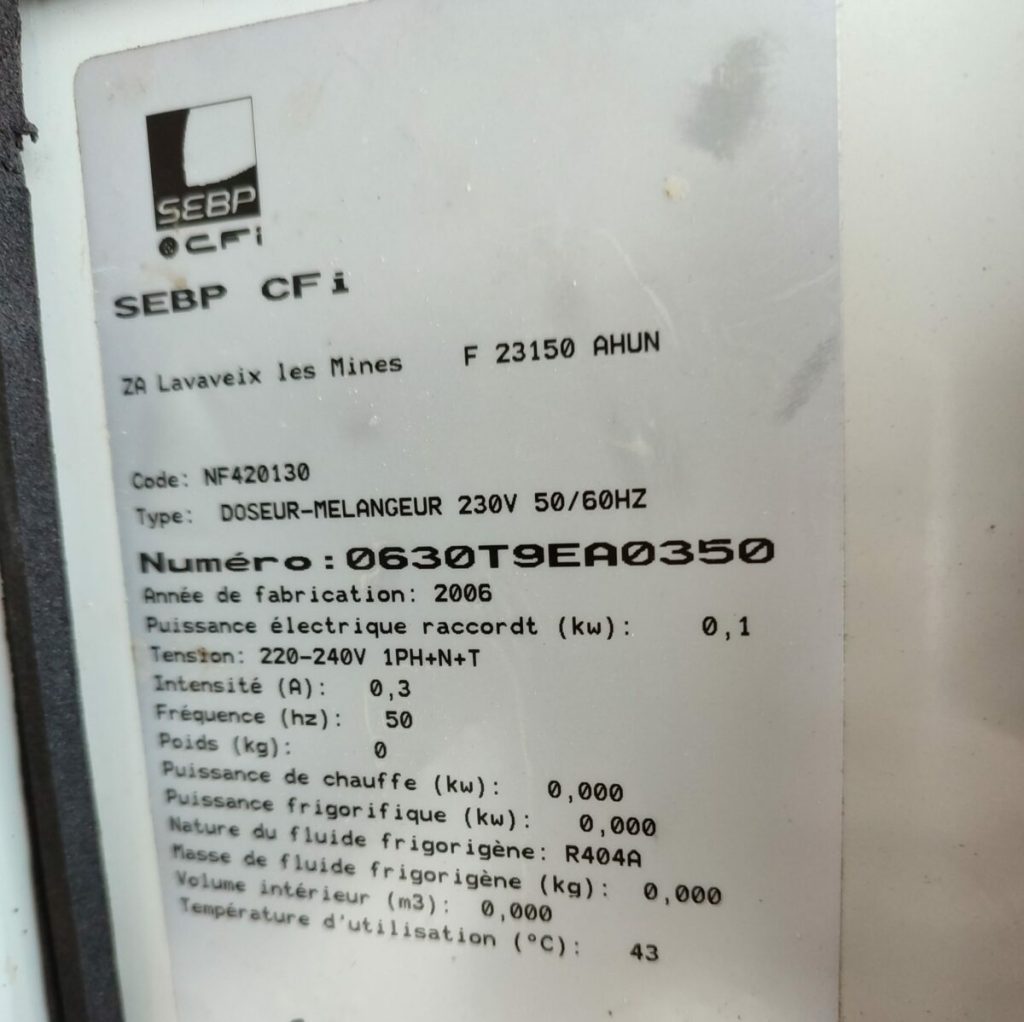 SEBP
CFi
SEBP CFi
ZA Lavaveix les Mines F 23150 AHUN
Code: NF420130
Type: DOSEUR-MELANGEUR 230V 50/60HZ
Numéro:0630T9EA0350
Année de fabrication: 2006
Puissance électrique raccordt (kw): 0,1
Tension: 220-240V 1PH+N+T
Intensité (A): 0,3
Fréquence (hz): 50
Poids (kg): 0
Puissance de chauffe (kw): 0,000
Puissance frigorifique (kw): 0,000
Nature du fluide frigorigène: R404A
Masse de fluide frigorigène (kg): 0,000
Volume intérieur (m3): 0,000
Température d'utilisation (°C): 43